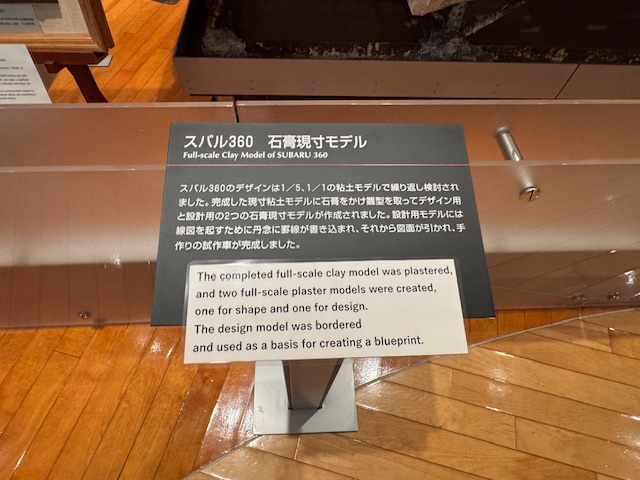 スバル360 石膏現寸モデル
Full-scale Clay Model of SUBARU 360
スバル360のデザインは1／5、1／1の粘土モデルで繰り返し検討され
ました。完成した現寸粘土モデルに石膏をかけ雛型を取ってデザイン用
と設計用の2つの石膏現寸モデルが作成されました。設計用モデルには
線図を起すために丹念に罫線が書き込まれ、それから図面が引かれ、手
作りの試作車が完成しました。
The completed full-scale clay model was plastered,
and two full-scale plaster models were created,
one for shape and one for design.
The design model was bordered
and used as a basis for creating a blueprint.